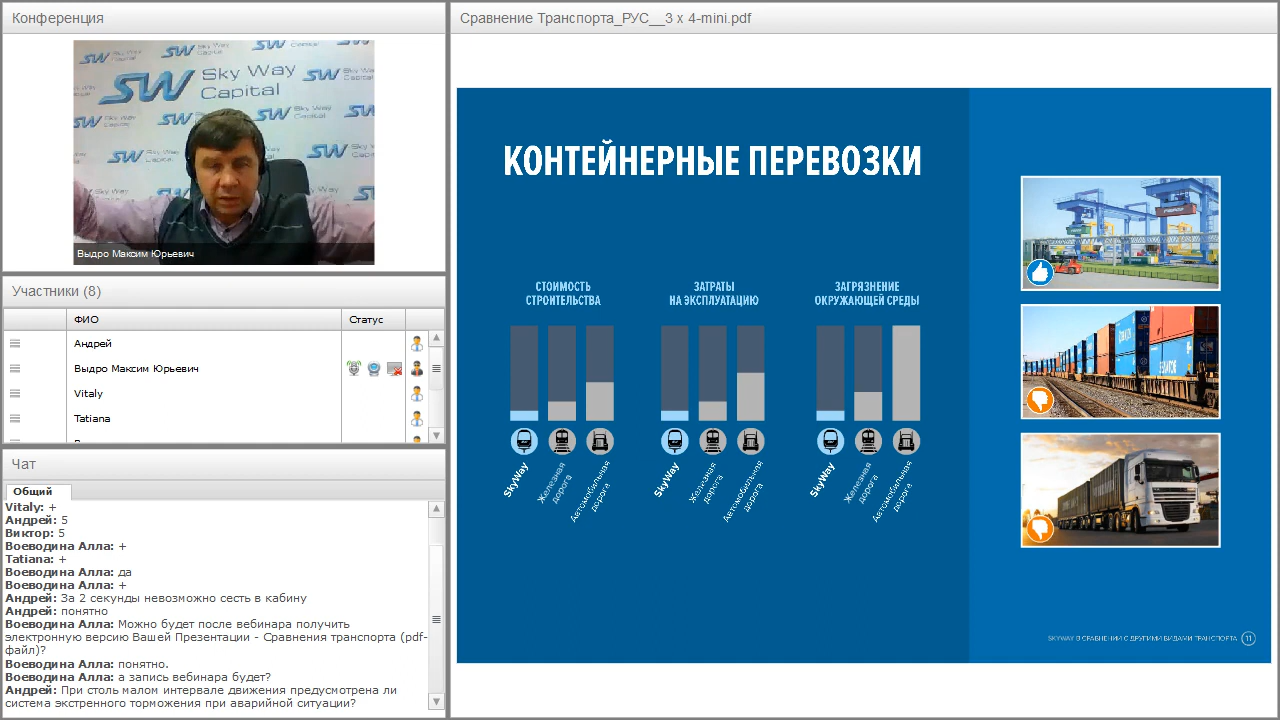 Конференция
SW Sky Way Capital
Выдро Максим Юрьевич
Участники (8)
ФИО
Статус
Андрей
Выдро Максим Юрьевич
Vitaly
Tatiana
Чат
Общий
Vitaly: +
Андрей: 5
Виктор: 5
Воеводина Алла: +
Tatiana: +
Воеводина Алла: да
Воеводина Алла: +
Андрей: За 2 секунды невозможно сесть в кабину
Андрей: понятно
Воеводина Алла: Можно будет после вебинара получить
электронную версию Вашей Презентации - Сравнения транспорта (pdf-
файл)?
Воеводина Алла: понятно.
Воеводина Алла: а запись вебинара будет?
Андрей: При столь малом интервале движения предусмотрена ли
система экстренного торможения при аварийной ситуации?
Сравнение Транспорта_РУС__3 x 4-mini.pdf
КОНТЕЙНЕРНЫЕ ПЕРЕВОЗКИ
СТОИМОСТЬ
СТРОИТЕЛЬСТВА
SkyWay
Железная
дорога
Автомобильная
дорога
ЗАТРАТЫ
НА ЭКСПЛУАТАЦИЮ
SkyWay
Железная
дорога
Автомобильная
дорога
ЗАГРЯЗНЕНИЕ
ОКРУЖАЮЩЕЙ СРЕДЫ
SkyWay
Железная
дорога
Автомобильная
дорога
SKYWAY В СРАВНЕНИИ С ДРУГИМИ ВИДАМИ ТРАНСПОРТА 11